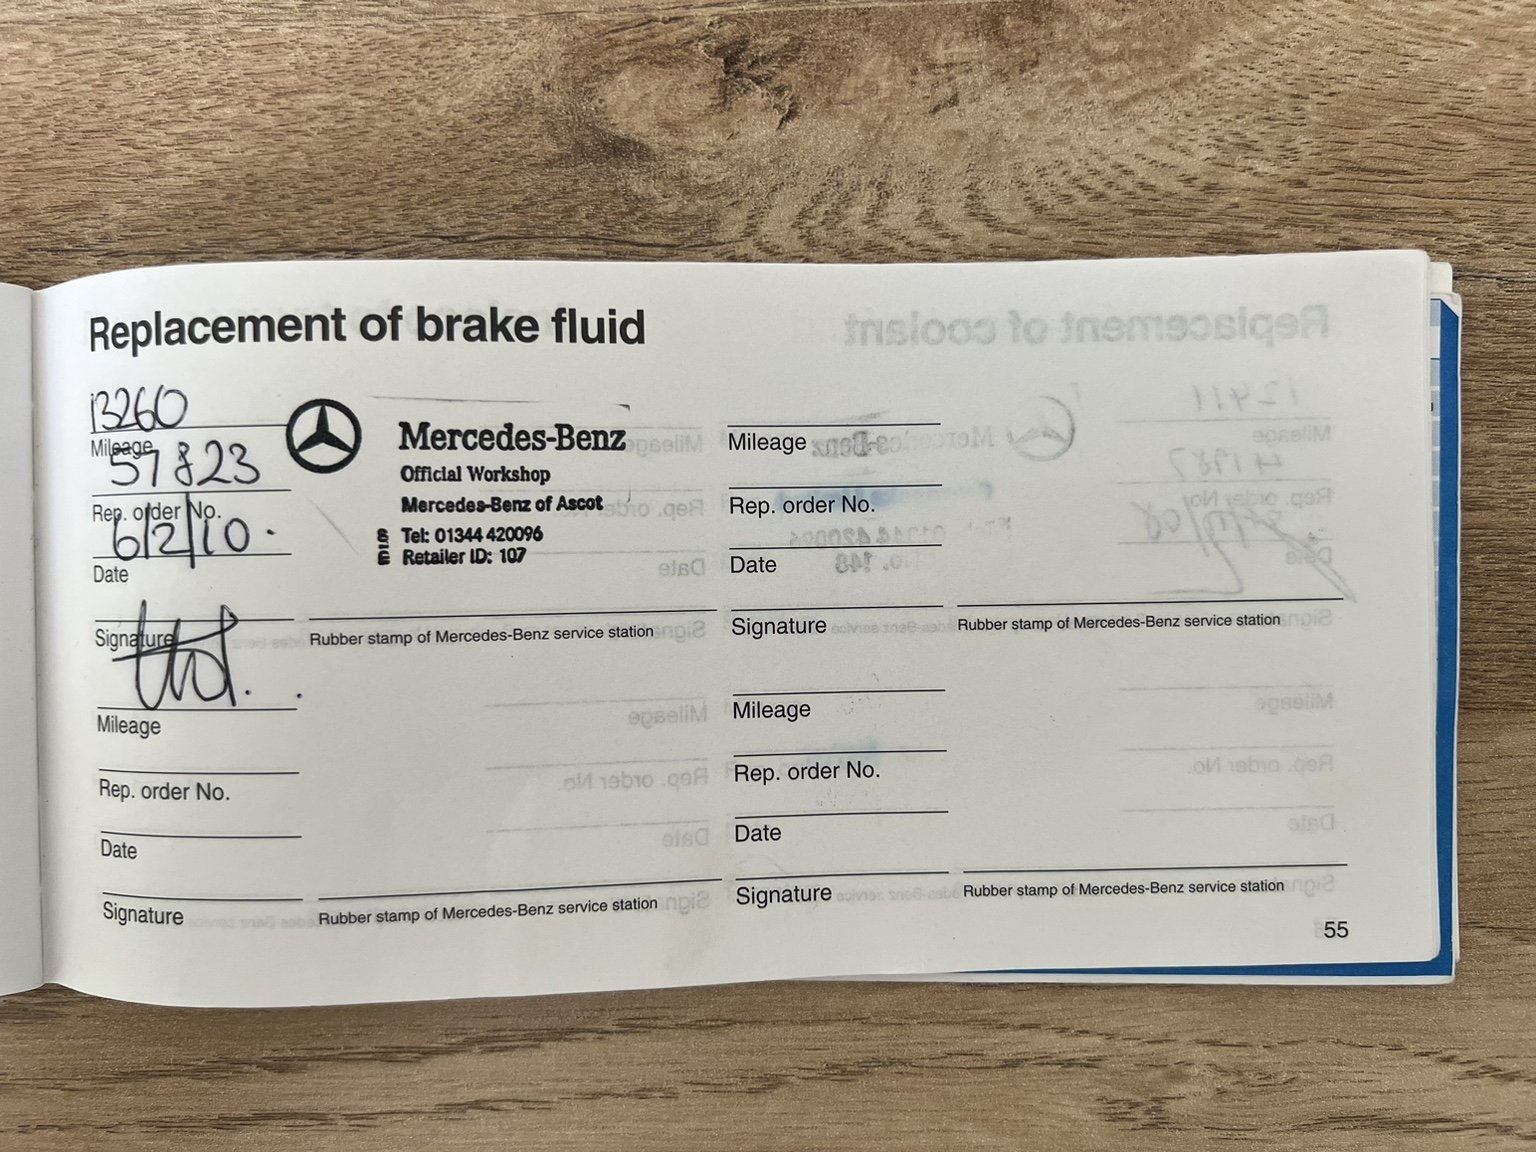 Replacement of brake fluid
13260
Mileage
57823
Rep. order No.
6/2/10.
Date
Signature
Mercedes-Benz
Official Workshop
Mercedes-Benz of Ascot
Tel: 01344 420096
Retailer ID: 107
Rubber stamp of Mercedes-Benz service station
Mileage
Rep. order No.
Date
Signature
Rubber stamp of Mercedes-Benz service station
Mileage
Rep. order No.
Date
Signature
Rubber stamp of Mercedes-Benz service station
Mileage
Rep. order No.
Date
Signature
Rubber stamp of Mercedes-Benz service station
55